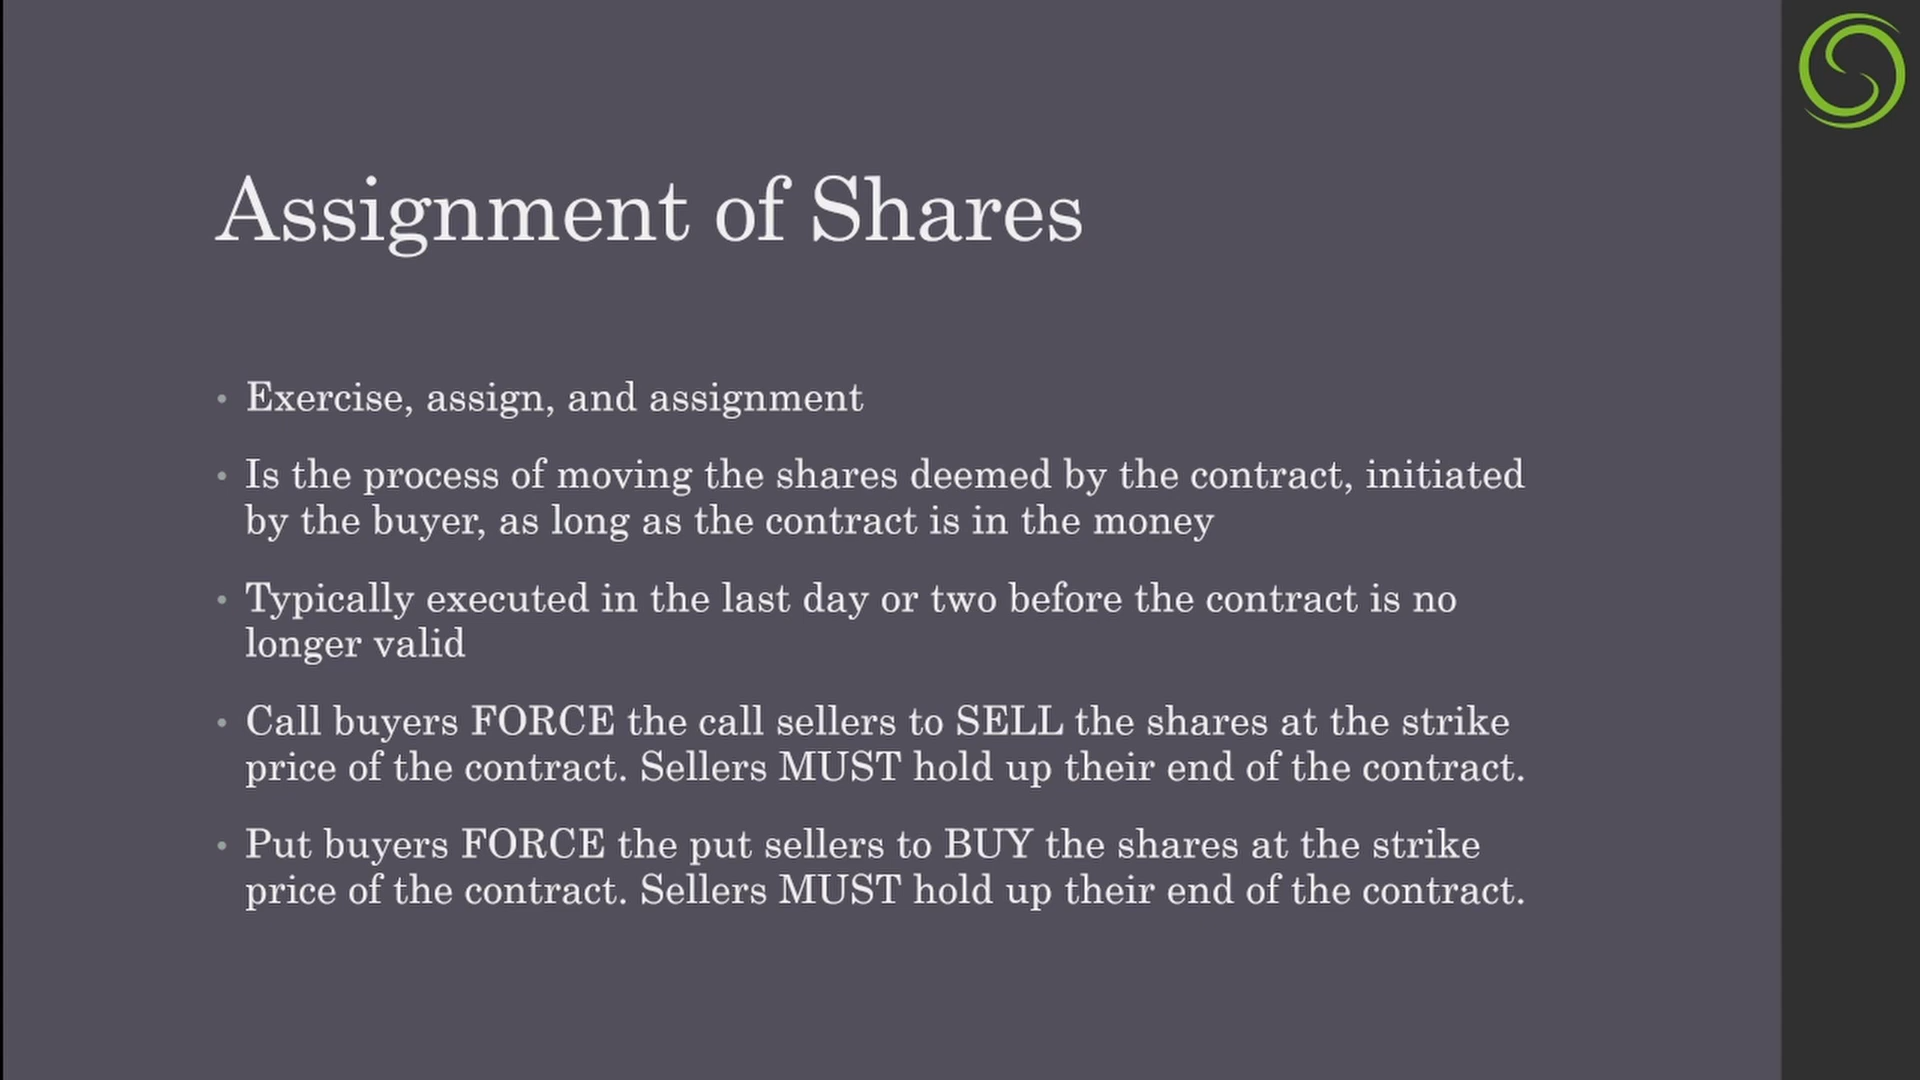 Assignment of Shares
• Exercise, assign, and assignment
• Is the process of moving the shares deemed by the contract, initiated
by the buyer, as long as the contract is in the money
• Typically executed in the last day or two before the contract is no
longer valid
• Call buyers FORCE the call sellers to SELL the shares at the strike
price of the contract. Sellers MUST hold up their end of the contract.
• Put buyers FORCE the put sellers to BUY the shares at the strike
price of the contract. Sellers MUST hold up their end of the contract.